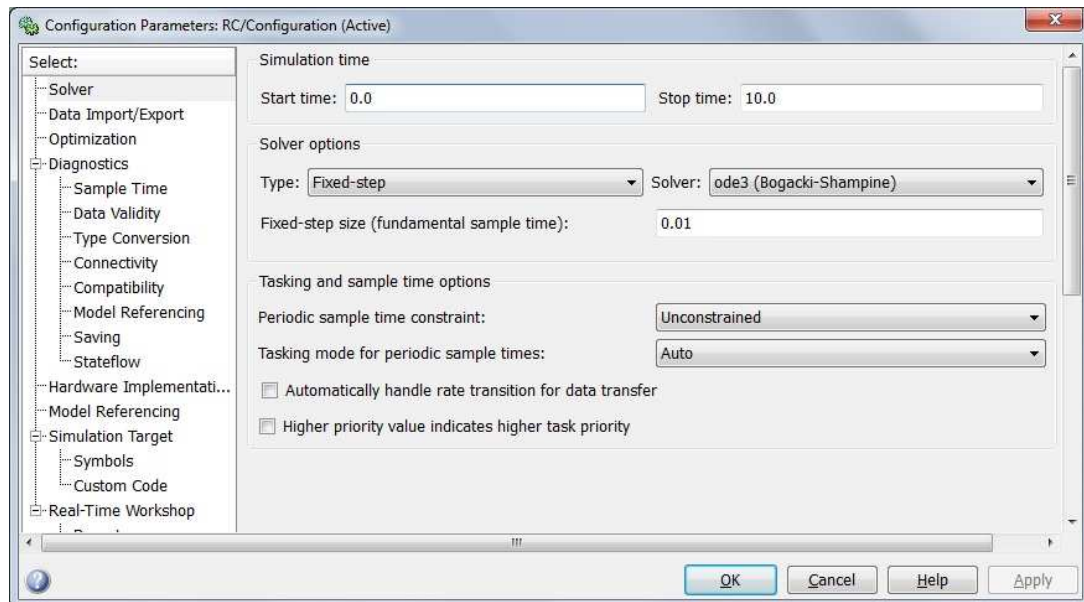 Configuration Parameters: RC/Configuration (Active)
Select:
Solver
Data Import/Export
Optimization
Diagnostics
Sample Time
Data Validity
Type Conversion
Connectivity
Compatibility
Model Referencing
Saving
Stateflow
Hardware Implementati...
Model Referencing
Simulation Target
Symbols
Custom Code
Real-Time Workshop
Simulation time
Start time: 0.0 Stop time: 10.0
Solver options
Type: Fixed-step Solver: ode3 (Bogacki-Shampine)
Fixed-step size (fundamental sample time): 0.01
Tasking and sample time options
Periodic sample time constraint: Unconstrained
Tasking mode for periodic sample times: Auto
Automatically handle rate transition for data transfer
Higher priority value indicates higher task priority
OK Cancel Help Apply